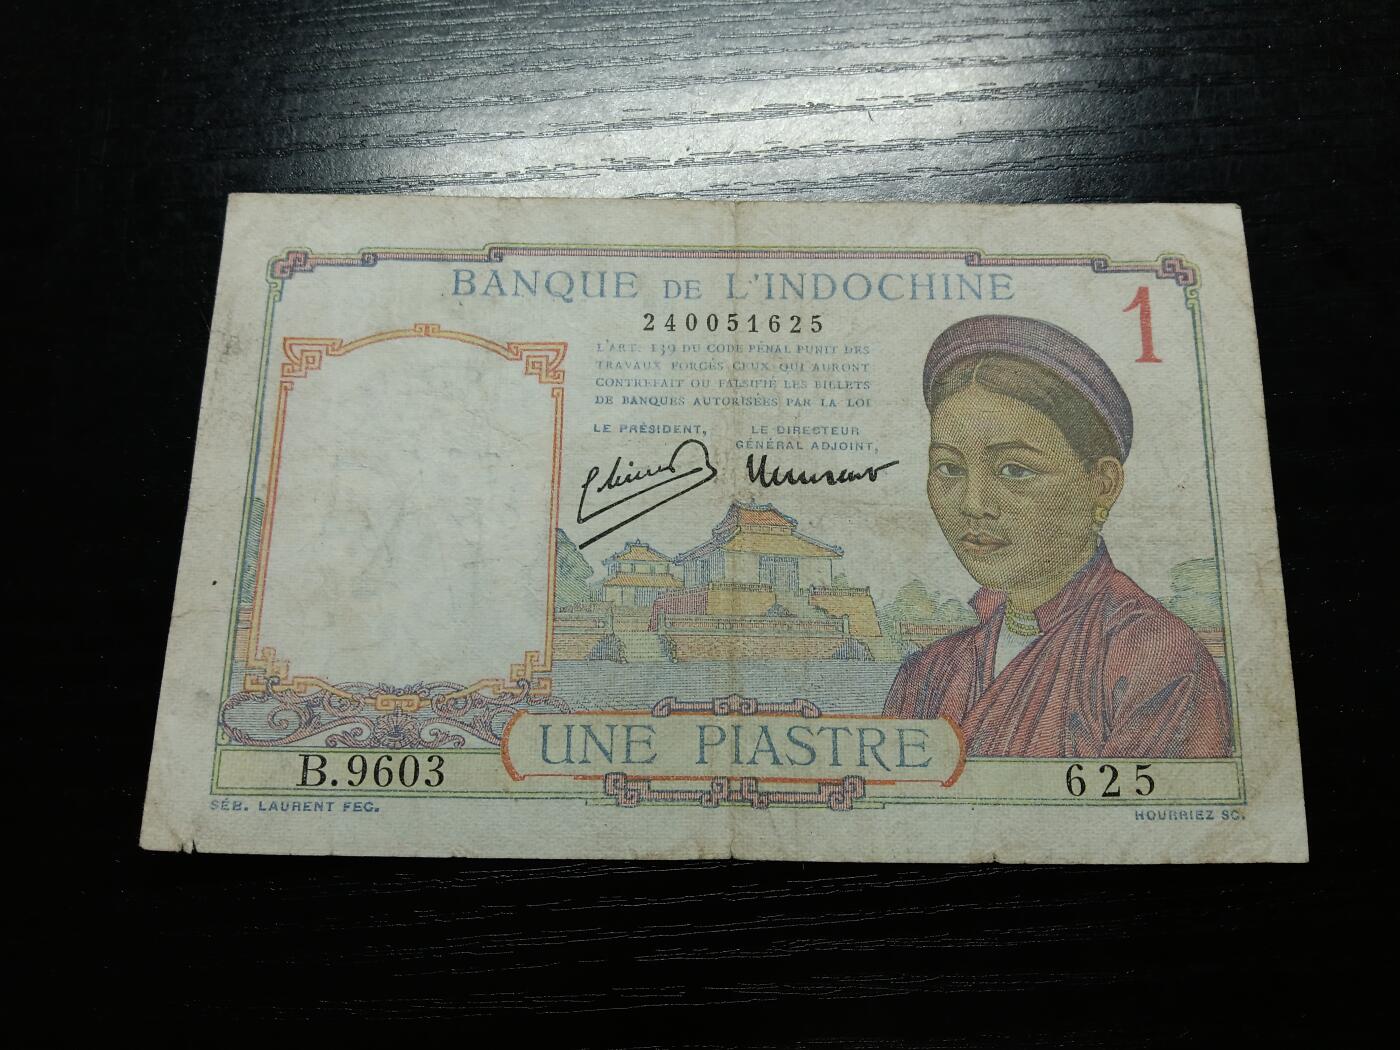 BANQUE DE L'INDOCHINE
240051625
1
L'ART. 139 DU CODE PÉNAL PUNIT DES
TRAVAUX FORCÉS CEUX QUI AURONT
CONTREFAIT OU FALSIFIÉ LES BILLETS
DE BANQUES AUTORISÉES PAR LA LOI
LE PRÉSIDENT,
LE DIRECTEUR
GÉNÉRAL ADJOINT,
UNE PIASTRE
B.9603
625
SÉB. LAURENT FEC.
HOURRIEZ SC.